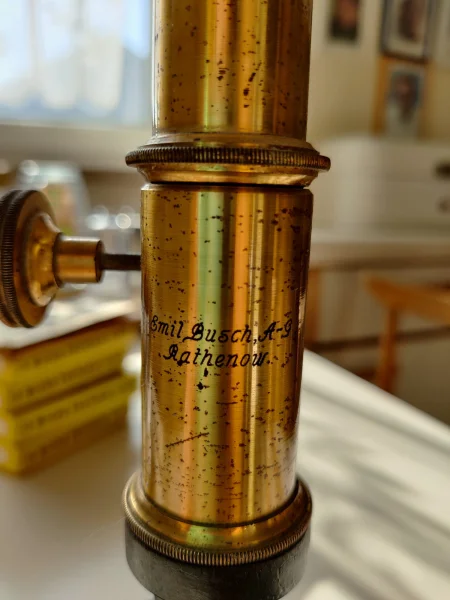 Emil Busch, A-G
Rathenow.